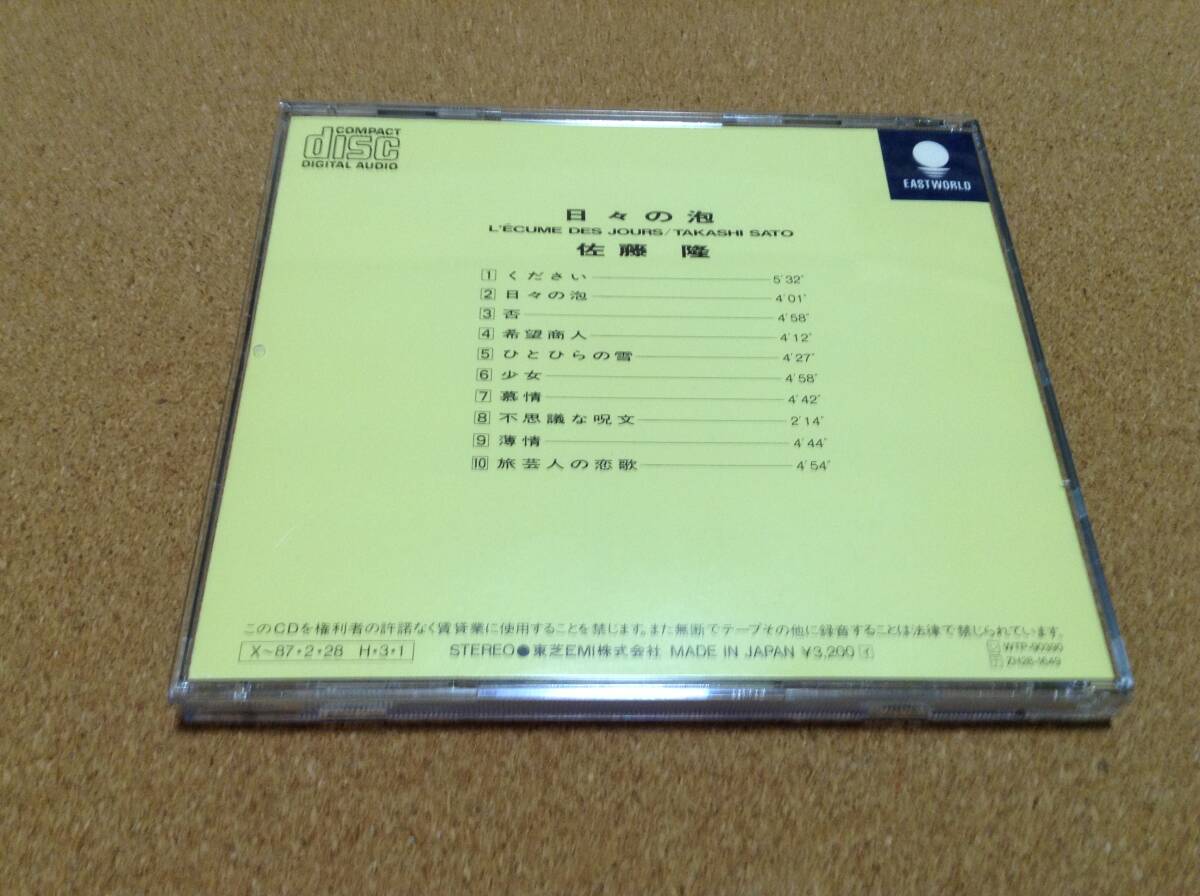 COMPACT
disc
DIGITAL AUDIO
EASTWORLD
日々の泡
L'ÉCUME DES JOURS/TAKASHI SATO
佐藤 隆
1 ください 5'32"
2 日々の泡 4'01"
3 否 4'58"
4 希望商人 4'12"
5 ひとひらの雪 4'27"
6 少女 4'58"
7 慕情 4'42"
8 不思議な呪文 2'14"
9 薄情 4'44"
10 旅芸人の恋歌 4'54"
このCDを権利者の許諾なく賃貸業に使用することを禁じます。また無断でテープその他に録音することは法律で禁じられています。
X~87・2・28 H・3・1
STEREO●東芝EMI株式会社 MADE IN JAPAN ¥3,200
WTP-90390